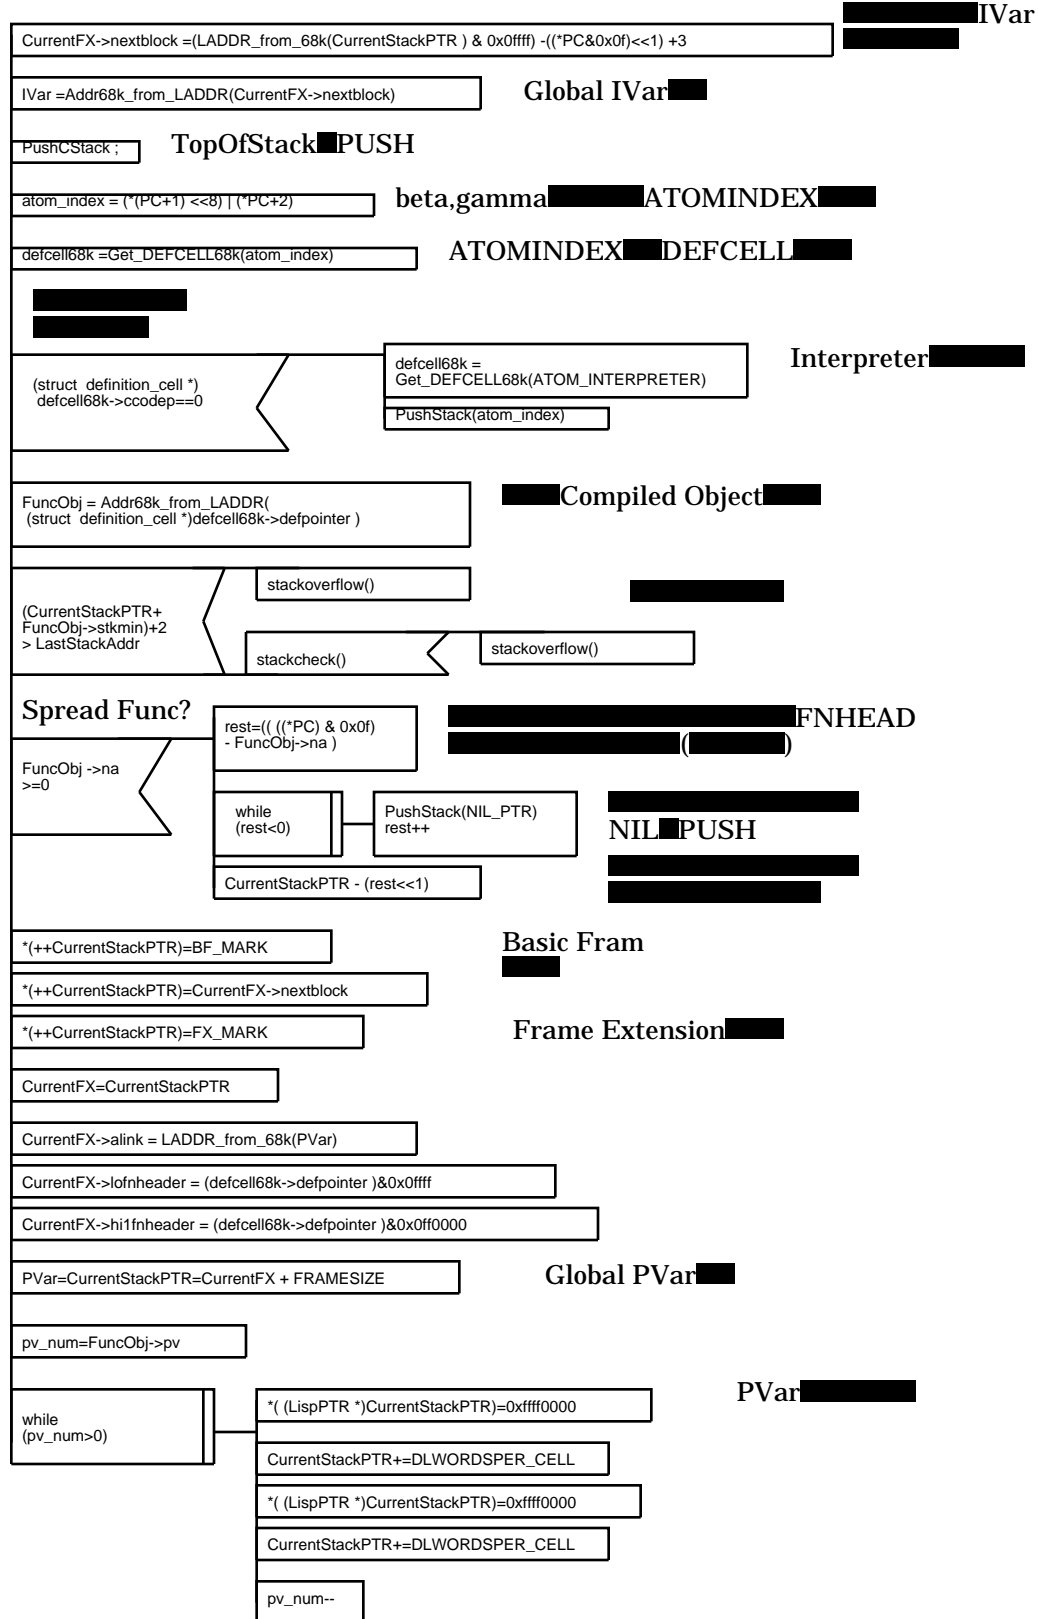 IVar
CurrentFX->nextblock =(LADDR_from_68k(CurrentStackPTR ) & 0x0ffff) -((*PC&0x0f)<<1) +3
IVar =Addr68k_from_LADDR(CurrentFX->nextblock)
Global IVar
PushCStack ;
TopOfStack PUSH
atom_index = (*(PC+1) <<8) | (*PC+2)
beta,gamma ATOMINDEX
defcell68k =Get_DEFCELL68k(atom_index)
ATOMINDEX DEFCELL
(struct definition_cell *)
defcell68k->ccodep==0
defcell68k =
Get_DEFCELL68k(ATOM_INTERPRETER)
Interpreter
PushStack(atom_index)
FuncObj = Addr68k_from_LADDR(
(struct definition_cell *)defcell68k->defpointer )
Compiled Object
(CurrentStackPTR+
FuncObj->stkmin)+2
> LastStackAddr
stackoverflow()
stackcheck()
stackoverflow()
Spread Func?
FuncObj ->na
>=0
rest=(( ((*PC) & 0x0f)
- FuncObj->na )
FNHEAD
( )
while
(rest<0)
PushStack(NIL_PTR)
rest++
NIL PUSH
CurrentStackPTR - (rest<<1)
*(++CurrentStackPTR)=BF_MARK
Basic Fram
*(++CurrentStackPTR)=CurrentFX->nextblock
*(++CurrentStackPTR)=FX_MARK
Frame Extension
CurrentFX=CurrentStackPTR
CurrentFX->alink = LADDR_from_68k(PVar)
CurrentFX->lofnheader = (defcell68k->defpointer )&0x0ffff
CurrentFX->hi1fnheader = (defcell68k->defpointer )&0x0ff0000
PVar=CurrentStackPTR=CurrentFX + FRAMESIZE
Global PVar
pv_num=FuncObj->pv
while
(pv_num>0)
*( (LispPTR *)CurrentStackPTR)=0xffff0000
PVar
CurrentStackPTR+=DLWORDSPER_CELL
*( (LispPTR *)CurrentStackPTR)=0xffff0000
CurrentStackPTR+=DLWORDSPER_CELL
pv_num--